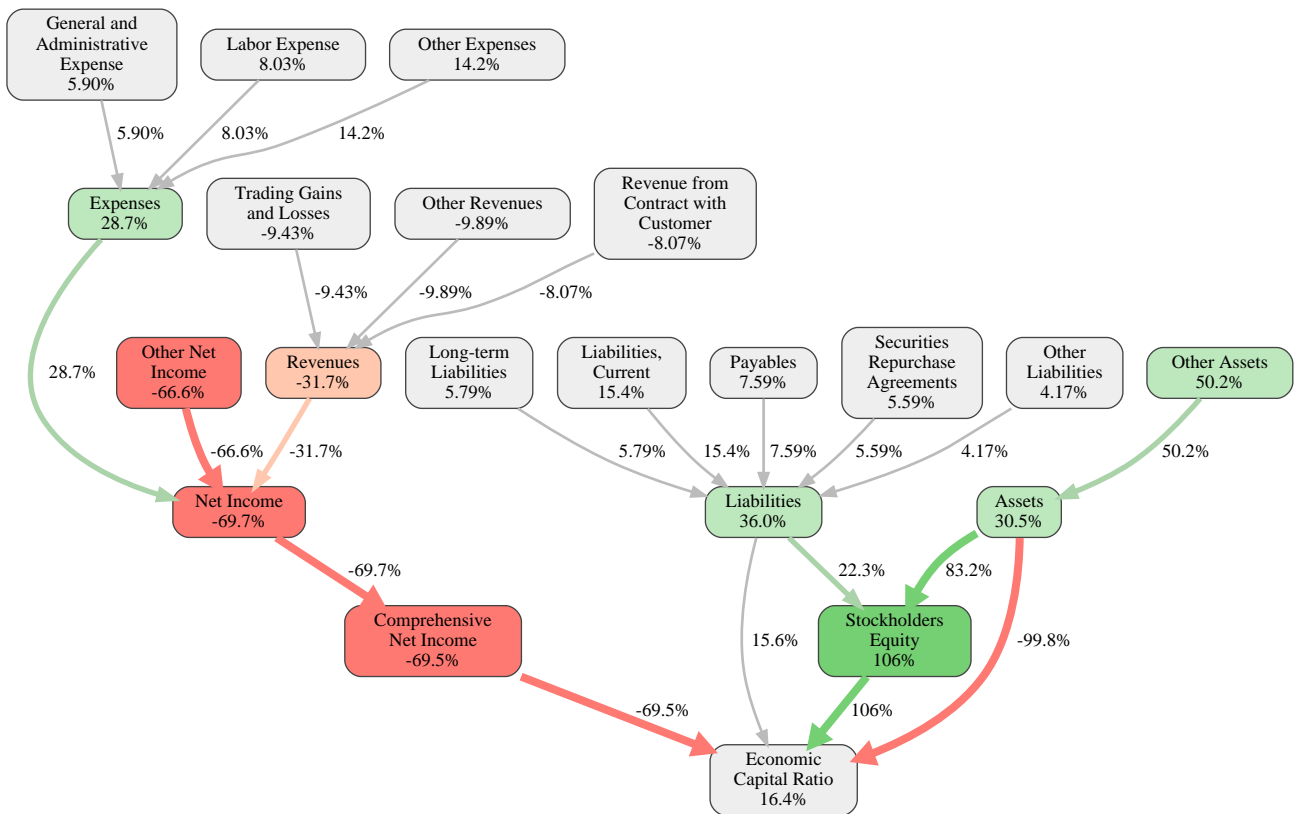 General and
Administrative
Expense
5.90%
Labor Expense
8.03%
Other Expenses
14.2%
5.90%
8.03%
14.2%
Expenses
28.7%
Trading Gains
and Losses
-9.43%
Other Revenues
-9.89%
Revenue from
Contract with
Customer
-8.07%
-9.43%
-9.89%
-8.07%
28.7%
Other Net
Income
-66.6%
Revenues
-31.7%
Long-term
Liabilities
5.79%
Liabilities,
Current
15.4%
Payables
7.59%
Securities
Repurchase
Agreements
5.59%
Other
Liabilities
4.17%
Other Assets
50.2%
-66.6%
-31.7%
5.79%
15.4%
7.59%
5.59%
4.17%
50.2%
Net Income
-69.7%
Liabilities
36.0%
Assets
30.5%
-69.7%
22.3%
83.2%
Comprehensive
Net Income
-69.5%
15.6%
Stockholders
Equity
106%
-99.8%
-69.5%
106%
Economic
Capital Ratio
16.4%